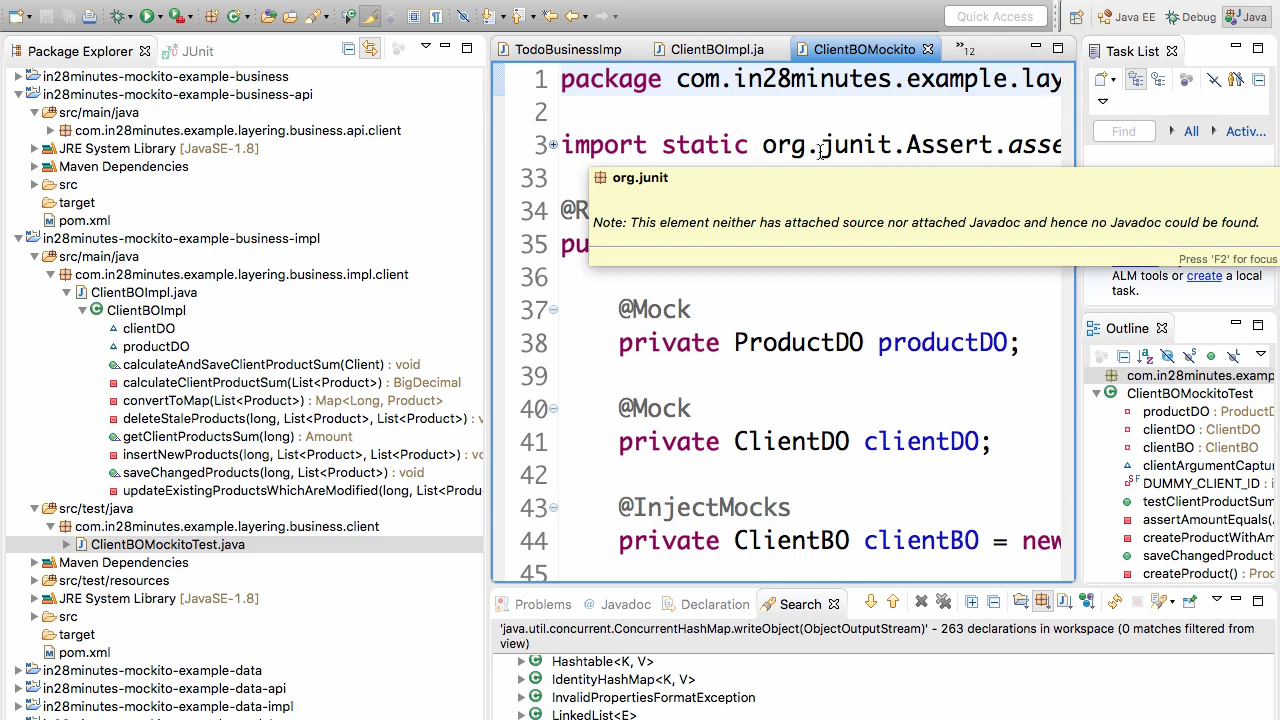 Quick Access
Java EE
Debug
Java
Package Explorer
JUnit
in28minutes-mockito-example-business
in28minutes-mockito-example-business-api
src/main/java
com.in28minutes.example.layering.business.api.client
JRE System Library [JavaSE-1.8]
Maven Dependencies
src
target
pom.xml
in28minutes-mockito-example-business-impl
src/main/java
com.in28minutes.example.layering.business.impl.client
ClientBOImpl.java
ClientBOImpl
clientDO
productDO
calculateAndSaveClientProductSum(Client) : void
calculateClientProductSum(List<Product>) : BigDecimal
convertToMap(List<Product>) : Map<Long, Product>
deleteStaleProducts(long, List<Product>, List<Product>) : v
getClientProductsSum(long) : Amount
insertNewProducts(long, List<Product>, List<Product>) : vo
saveChangedProducts(long, List<Product>) : void
updateExistingProductsWhichAreModified(long, List<Produ
src/test/java
com.in28minutes.example.layering.business.client
ClientBOMockitoTest.java
Maven Dependencies
src/test/resources
JRE System Library [JavaSE-1.8]
src
target
pom.xml
in28minutes-mockito-example-data
in28minutes-mockito-example-data-api
in28minutes-mockito-example-data-impl
TodoBusinessImp
ClientBOImpl.ja
ClientBOMockito
»12
1 package com.in28minutes.example.lay
2
3 import static org.junit.Assert.asse
33
34 @R
35 pu
36
37 @Mock
38 private ProductDO productDO;
39
40 @Mock
41 private ClientDO clientDO;
42
43 @InjectMocks
44 private ClientBO clientBO = new
45
org.junit
Note: This element neither has attached source nor attached Javadoc and hence no Javadoc could be found.
Press 'F2' for focus
Task List
Find
All
Activ...
ALM tools or create a local
task.
Outline
com.in28minutes.examp
ClientBOMockitoTest
productDO : ProductD
clientDO : ClientDO
clientBO : ClientBO
clientArgumentCaptu
DUMMY_CLIENT_ID : i
testClientProductSum
assertAmountEquals(A
createProductWithAm
saveChangedProducts
createProduct() : Proc
Problems
@ Javadoc
Declaration
Search
'java.util.concurrent.ConcurrentHashMap.writeObject(ObjectOutputStream)' - 263 declarations in workspace (0 matches filtered from
view)
Hashtable<K, V>
IdentityHashMap<K, V>
InvalidPropertiesFormatException
LinkedList<E>